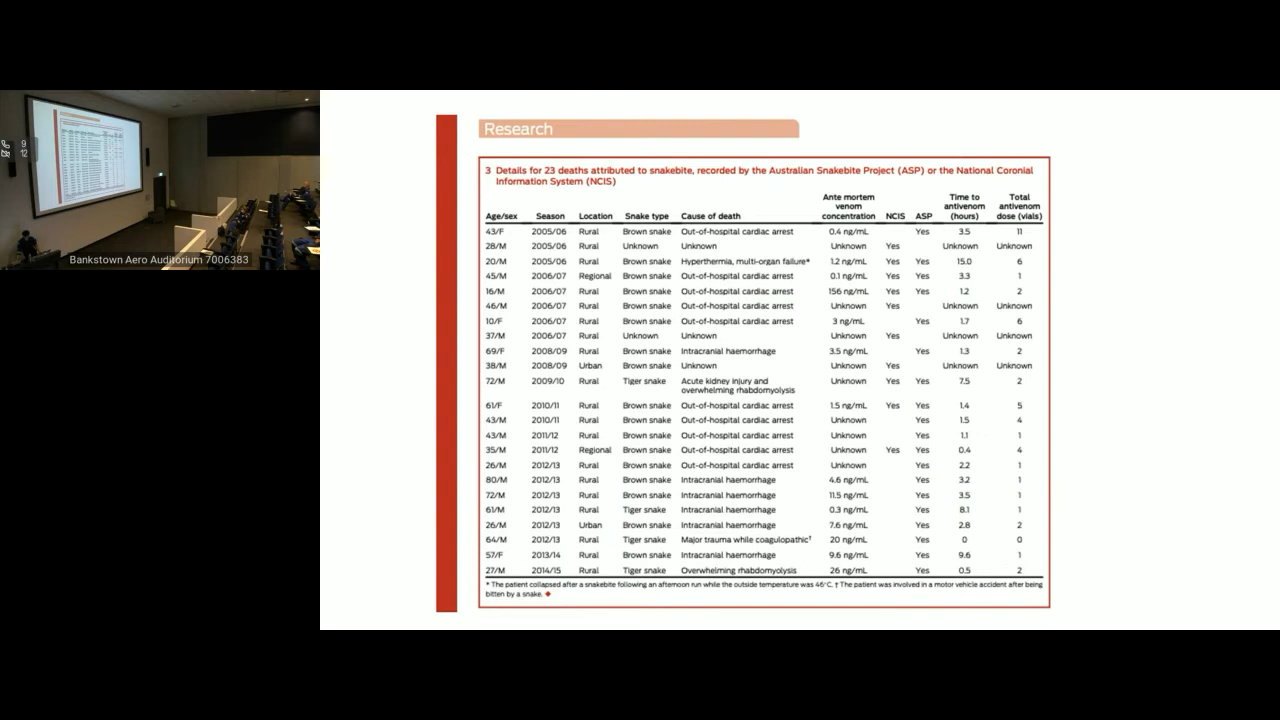 9
12
Bankstown Aero Auditorium 7006383
Research
3 Details for 23 deaths attributed to snakebite, recorded by the Australian Snakebite Project (ASP) or the National Coronial
Information System (NCIS)
Age/sex Season Location Snake type Cause of death Ante mortem venom concentration NCIS ASP Time to antivenom (hours) Total antivenom dose (vials)
43/F 2005/06 Rural Brown snake Out-of-hospital cardiac arrest 0.4 ng/mL Yes 3.5 11
28/M 2005/06 Rural Unknown Unknown Unknown Yes Unknown Unknown
20/M 2005/06 Rural Brown snake Hyperthermia, multi-organ failure* 1.2 ng/mL Yes Yes 15.0 6
45/M 2006/07 Regional Brown snake Out-of-hospital cardiac arrest 0.1 ng/mL Yes Yes 3.3 1
16/M 2006/07 Rural Brown snake Out-of-hospital cardiac arrest 156 ng/mL Yes Yes 1.2 2
46/M 2006/07 Rural Brown snake Out-of-hospital cardiac arrest Unknown Yes Unknown Unknown
10/F 2006/07 Rural Brown snake Out-of-hospital cardiac arrest 3 ng/mL Yes 1.7 6
37/M 2006/07 Rural Unknown Unknown Unknown Yes Unknown Unknown
69/F 2008/09 Rural Brown snake Intracranial haemorrhage 3.5 ng/mL Yes 1.3 2
38/M 2008/09 Urban Brown snake Unknown Unknown Yes Unknown Unknown
72/M 2009/10 Rural Tiger snake Acute kidney injury and overwhelming rhabdomyolysis Unknown Yes Yes 7.5 2
61/F 2010/11 Rural Brown snake Out-of-hospital cardiac arrest 1.5 ng/mL Yes Yes 1.4 5
43/M 2010/11 Rural Brown snake Out-of-hospital cardiac arrest Unknown Yes 1.5 4
43/M 2011/12 Rural Brown snake Out-of-hospital cardiac arrest Unknown Yes 1.1 1
35/M 2011/12 Regional Brown snake Out-of-hospital cardiac arrest Unknown Yes Yes 0.4 4
26/M 2012/13 Rural Brown snake Out-of-hospital cardiac arrest Unknown Yes 2.2 1
80/M 2012/13 Rural Brown snake Intracranial haemorrhage 4.6 ng/mL Yes 3.2 1
72/M 2012/13 Rural Brown snake Intracranial haemorrhage 11.5 ng/mL Yes 3.5 1
61/M 2012/13 Rural Tiger snake Intracranial haemorrhage 0.3 ng/mL Yes 8.1 1
26/M 2012/13 Urban Brown snake Intracranial haemorrhage 7.6 ng/mL Yes 2.8 2
64/M 2012/13 Rural Tiger snake Major trauma while coagulopathic† 20 ng/mL Yes 0 0
57/F 2013/14 Rural Brown snake Intracranial haemorrhage 9.6 ng/mL Yes 9.6 1
27/M 2014/15 Rural Tiger snake Overwhelming rhabdomyolysis 26 ng/mL Yes 0.5 2
* The patient collapsed after a snakebite following an afternoon run while the outside temperature was 46°C. † The patient was involved in a motor vehicle accident after being
bitten by a snake. ◆